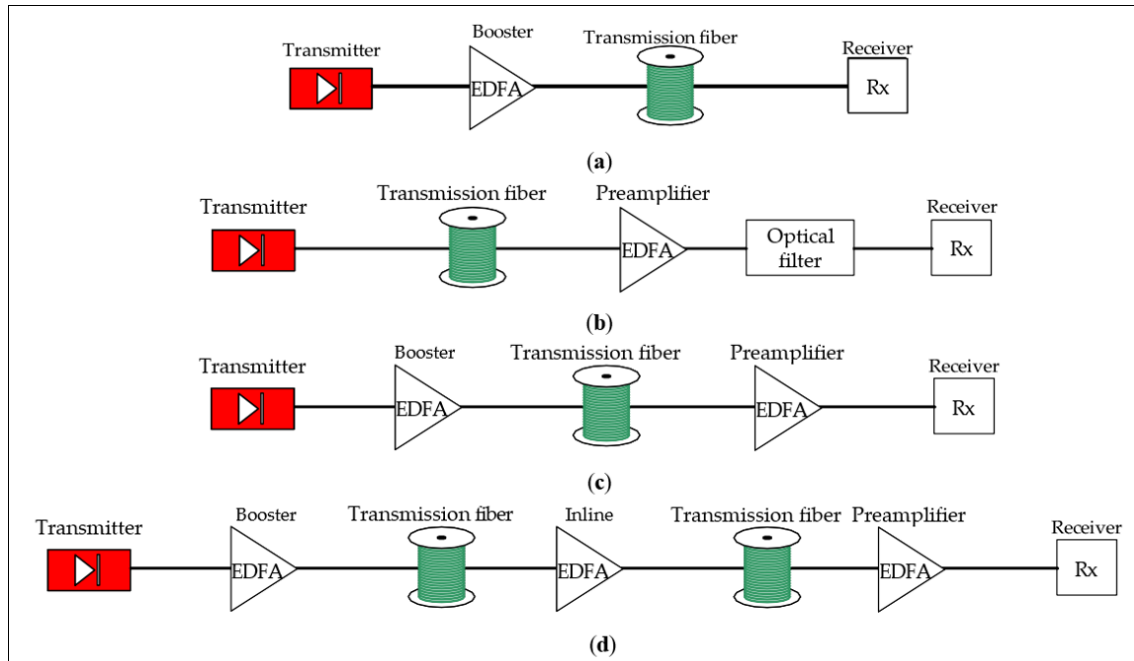 Booster
Transmission fiber
Transmitter
Receiver
EDFA
Rx
(a)
Transmission fiber
Preamplifier
Transmitter
Receiver
EDFA
Optical
filter
Rx
(b)
Booster
Transmission fiber
Preamplifier
Transmitter
Receiver
EDFA
EDFA
Rx
(c)
Booster
Transmission fiber
Inline
Transmission fiber
Preamplifier
Transmitter
Receiver
EDFA
EDFA
EDFA
Rx
(d)